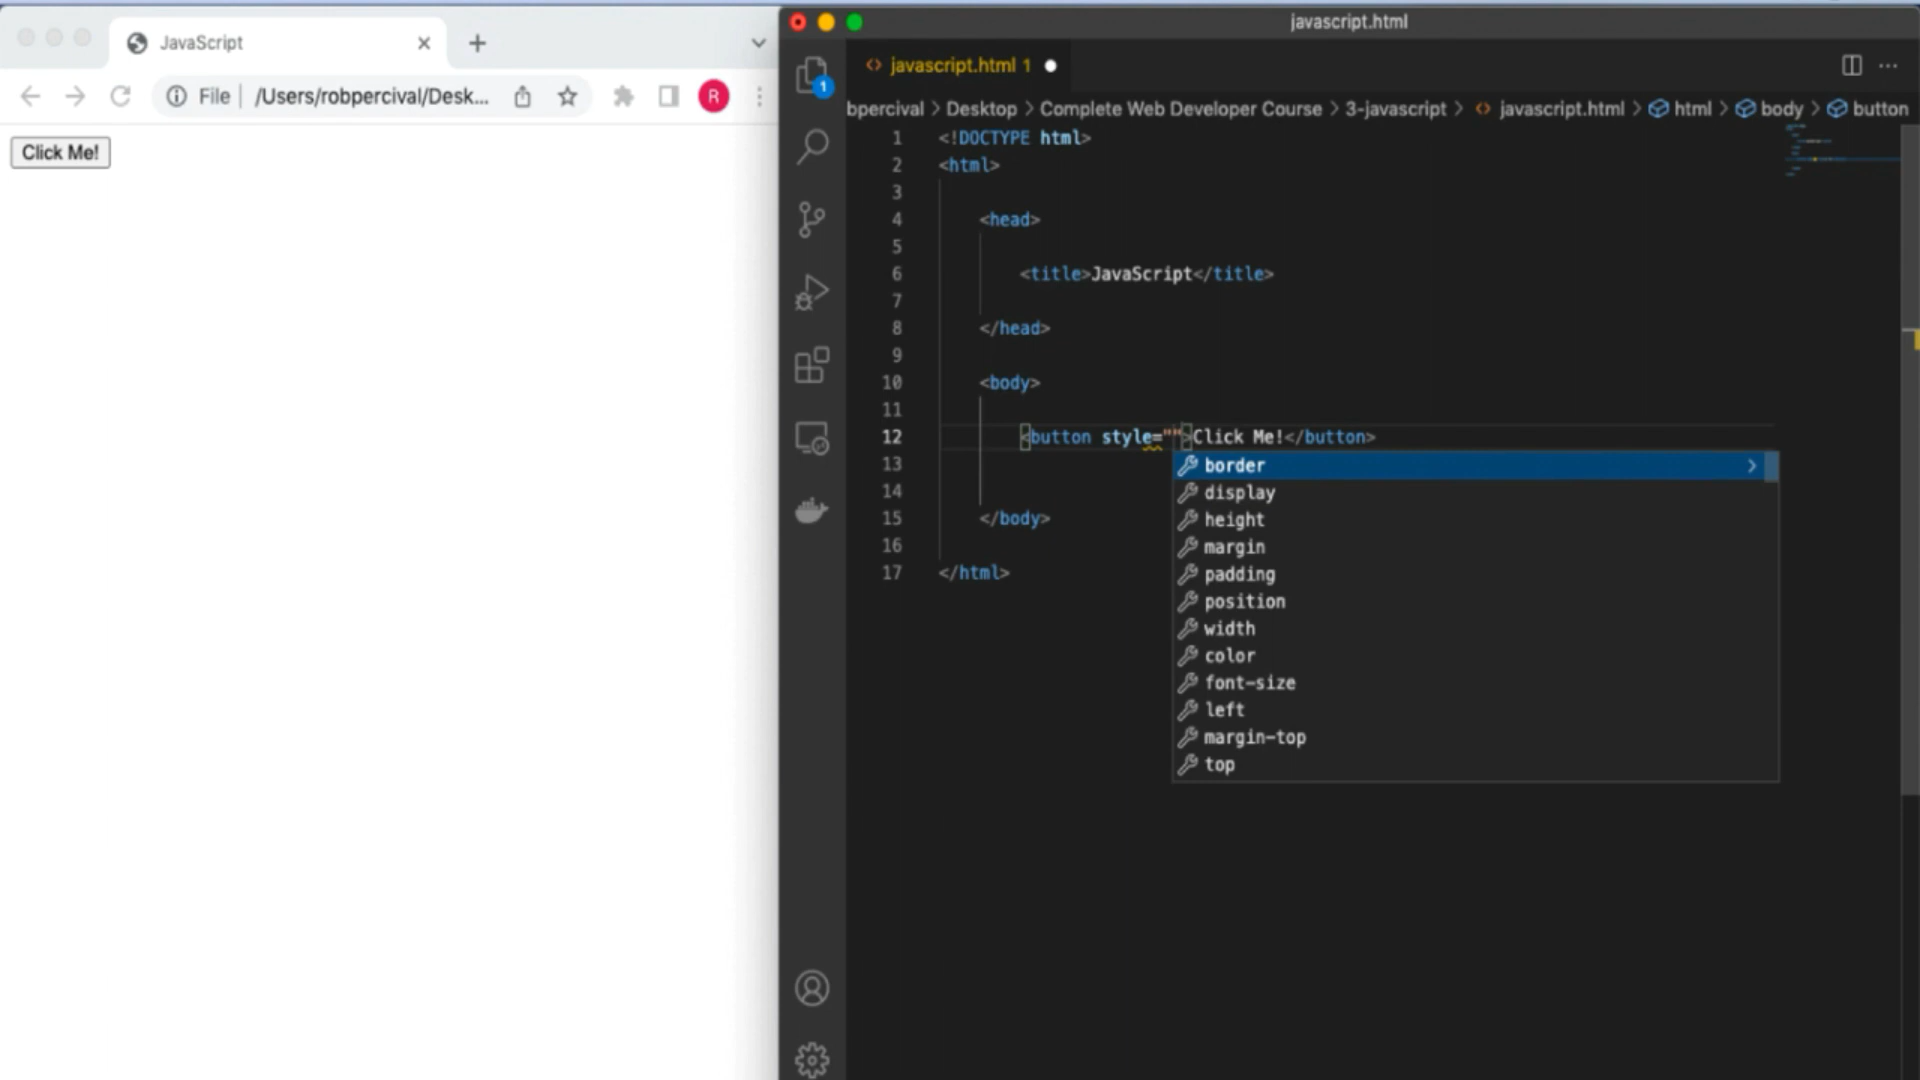 JavaScript
File
/Users/robpercival/Desk...
R
Click Me!
javascript.html
javascript.html 1
1
bpercival > Desktop > Complete Web Developer Course > 3-javascript > <> javascript.html > html > body > button
1 <!DOCTYPE html>
2 <html>
3
4 <head>
5
6 <title>JavaScript</title>
7
8 </head>
9
10 <body>
11
12 <button style="">Click Me!</button>
13
14
15 </body>
16
17 </html>
border
display
height
margin
padding
position
width
color
font-size
left
margin-top
top